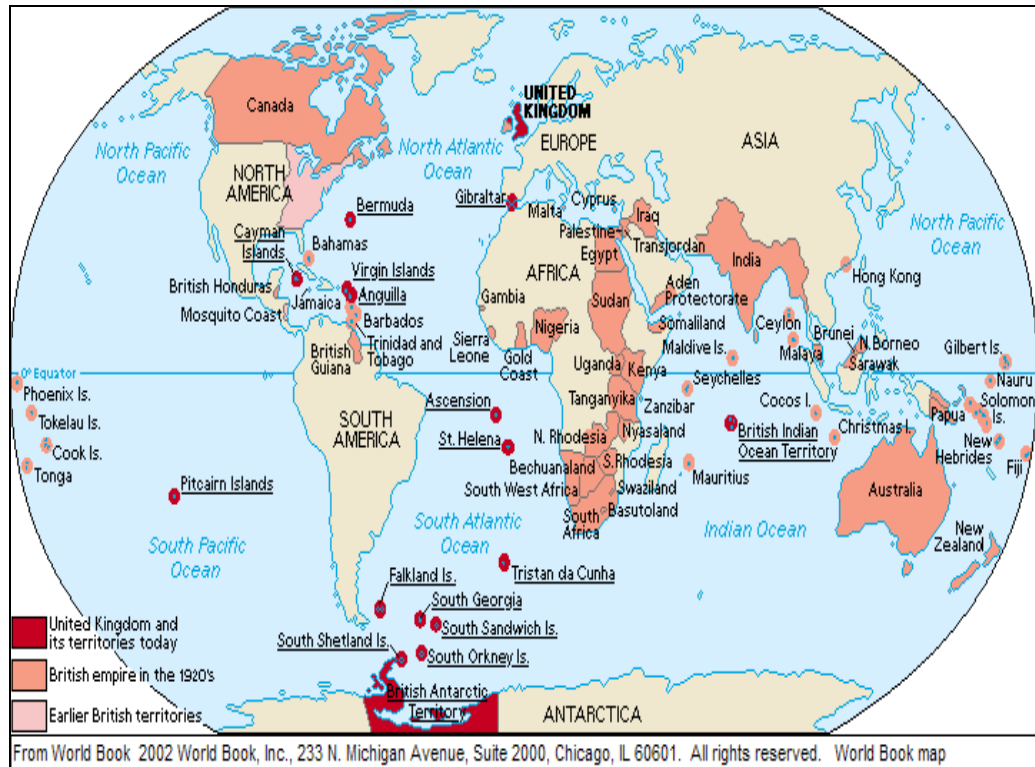 Canada
UNITED
KINGDOM
EUROPE
ASIA
North Pacific
Ocean
North Atlantic
Ocean
NORTH
AMERICA
Bermuda
Gibraltar
Malta
Cyprus
Iraq
Palestine
Transjordan
North Pacific
Ocean
Cayman
Islands
Bahamas
Egypt
India
Hong Kong
AFRICA
Virgin Islands
British Honduras
Jamaica
Anguilla
Gambia
Sudan
Aden
Protectorate
Mosquito Coast
Barbados
Nigeria
Somaliland
Ceylon
Brunei
N. Borneo
Trinidad and
Tobago
Sierra
Leone
Gold
Coast
British
Guiana
Uganda
Kenya
Maldive Is.
Malaya
Sarawak
Gilbert Is.
0° Equator
Phoenix Is.
Seychelles
Nauru
Tanganyika
Zanzibar
Cocos I.
Papua
Solomon
Is.
Tokelau Is.
SOUTH
AMERICA
Ascension
Nyasaland
British Indian
Ocean Territory
Christmas I.
New
Hebrides
Cook Is.
St. Helena
N. Rhodesia
Tonga
Bechuanaland
S. Rhodesia
Mauritius
Fiji
Pitcairn Islands
South West Africa
Swaziland
Australia
South
Africa
Basutoland
South Atlantic
Ocean
Indian Ocean
South Pacific
Ocean
New
Zealand
Tristan da Cunha
Falkland Is.
South Georgia
South Sandwich Is.
South Shetland Is.
South Orkney Is.
British Antarctic
Territory
ANTARCTICA
United Kingdom and
its territories today
British empire in the 1920's
Earlier British territories
From World Book 2002 World Book, Inc., 233 N. Michigan Avenue, Suite 2000, Chicago, IL 60601. All rights reserved. World Book map